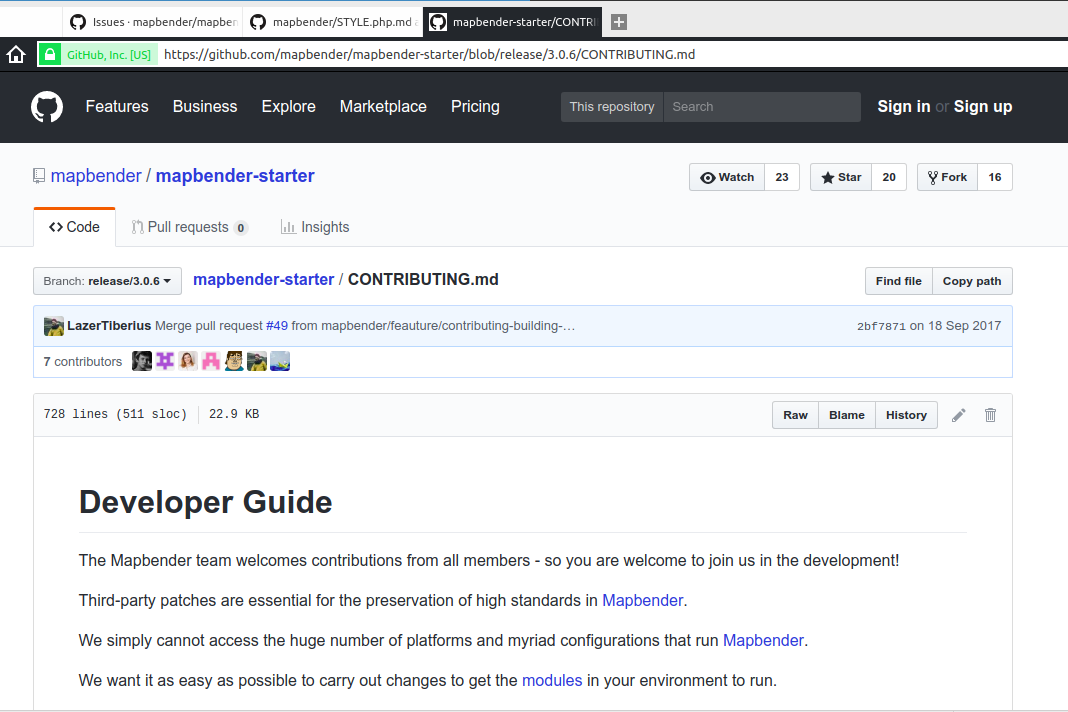 Issues · mapbender/mapben
mapbender/STYLE.php.md
mapbender-starter/CONTRI
GitHub, Inc. [US]
https://github.com/mapbender/mapbender-starter/blob/release/3.0.6/CONTRIBUTING.md
Features Business Explore Marketplace Pricing
This repository Search
Sign in or Sign up
mapbender / mapbender-starter
Watch 23 Star 20 Fork 16
Code Pull requests 0 Insights
Branch: release/3.0.6 mapbender-starter / CONTRIBUTING.md Find file Copy path
LazerTiberius Merge pull request #49 from mapbender/feauture/contributing-building-… 2bf7871 on 18 Sep 2017
7 contributors
728 lines (511 sloc) 22.9 KB Raw Blame History
Developer Guide
The Mapbender team welcomes contributions from all members - so you are welcome to join us in the development!
Third-party patches are essential for the preservation of high standards in Mapbender.
We simply cannot access the huge number of platforms and myriad configurations that run Mapbender.
We want it as easy as possible to carry out changes to get the modules in your environment to run.